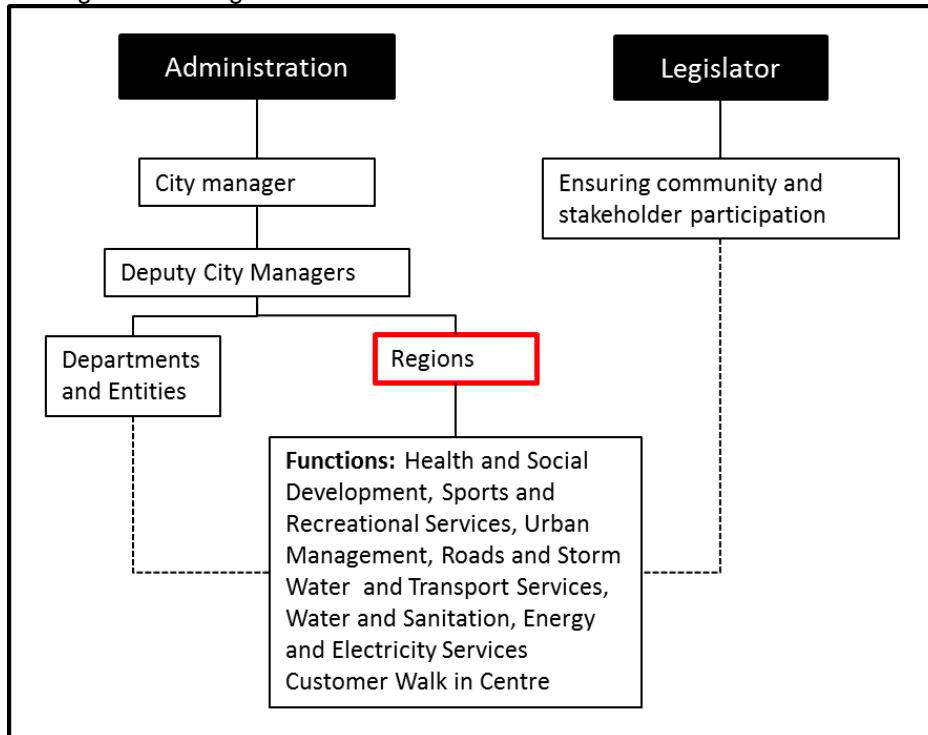 Administration
Legislator
City manager
Ensuring community and
stakeholder participation
Deputy City Managers
Departments
and Entities
Regions
Functions: Health and Social
Development, Sports and
Recreational Services, Urban
Management, Roads and Storm
Water and Transport Services,
Water and Sanitation, Energy
and Electricity Services
Customer Walk in Centre